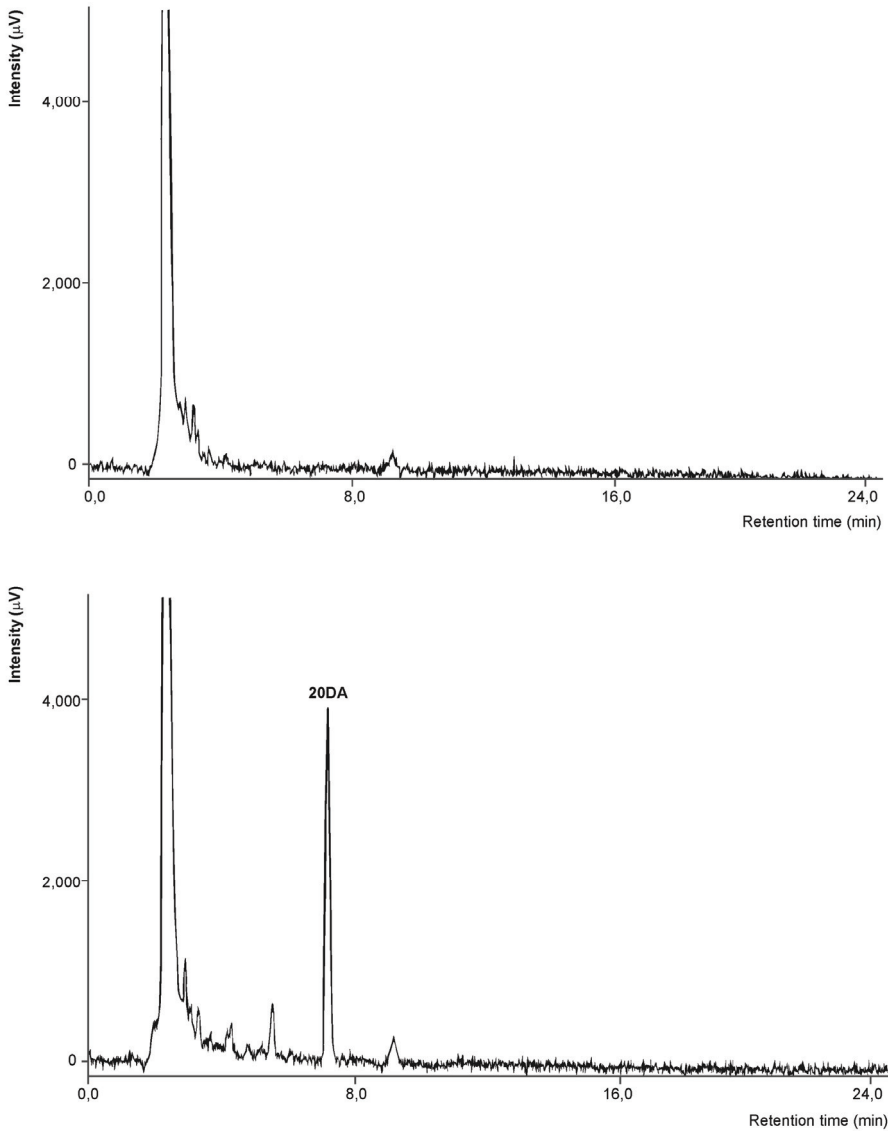 Intensity (μV)
4,000
2,000
0
0,0 8,0 16,0 24,0
Retention time (min)
Intensity (μV)
20DA
4,000
2,000
0
0,0 8,0 16,0 24,0
Retention time (min)